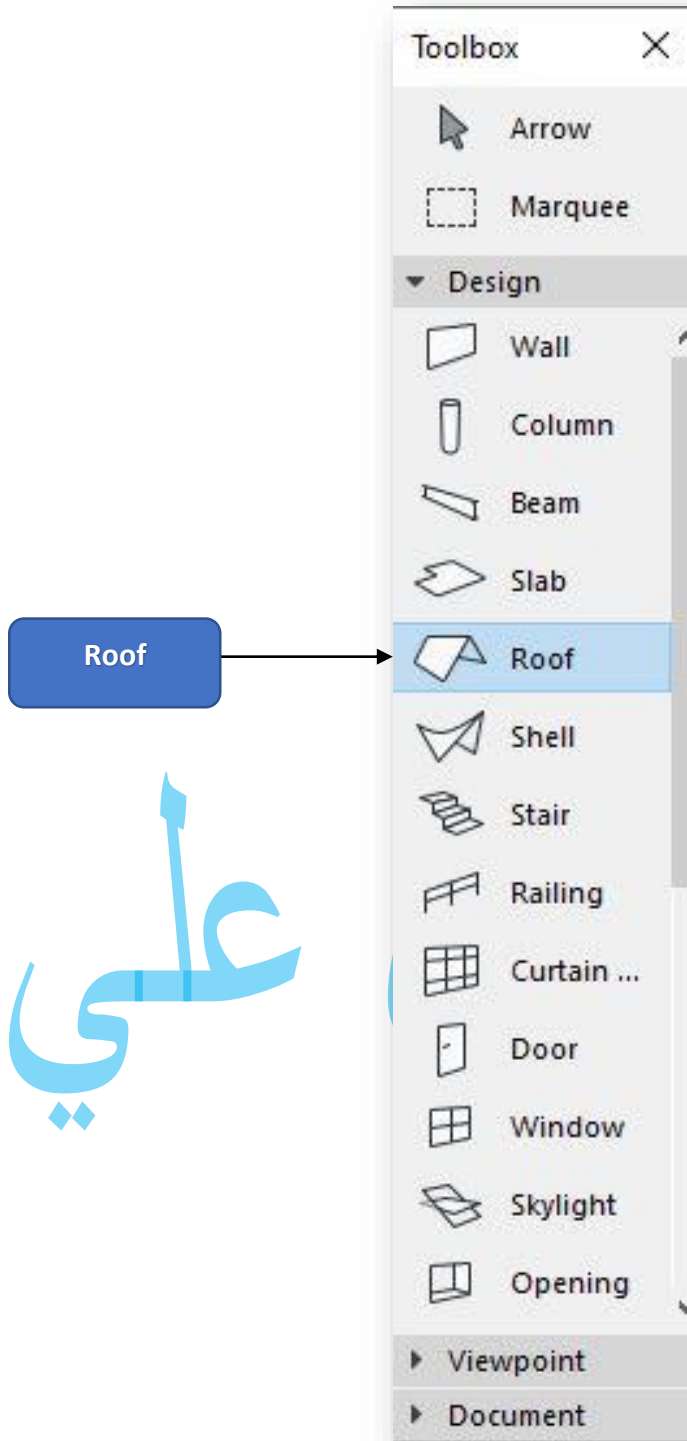 Toolbox
Arrow
Marquee
Design
Wall
Column
Beam
Slab
Roof
Roof
Shell
Stair
Railing
Curtain ...
Door
Window
Skylight
Opening
Viewpoint
Document
علي